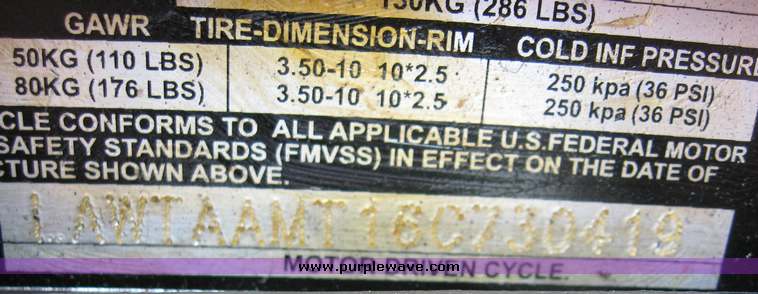 130KG (286 LBS)
GAWR TIRE-DIMENSION-RIM COLD INF PRESSURE
50KG (110 LBS) 3.50-10 10*2.5 250 kpa (36 PSI)
80KG (176 LBS) 3.50-10 10*2.5 250 kpa (36 PSI)
CLE CONFORMS TO ALL APPLICABLE U.S.FEDERAL MOTOR
SAFETY STANDARDS (FMVSS) IN EFFECT ON THE DATE OF
CTURE SHOWN ABOVE.
LAWTAAMT16C730419
www.purplewave.com
MOTOR DRIVEN CYCLE.